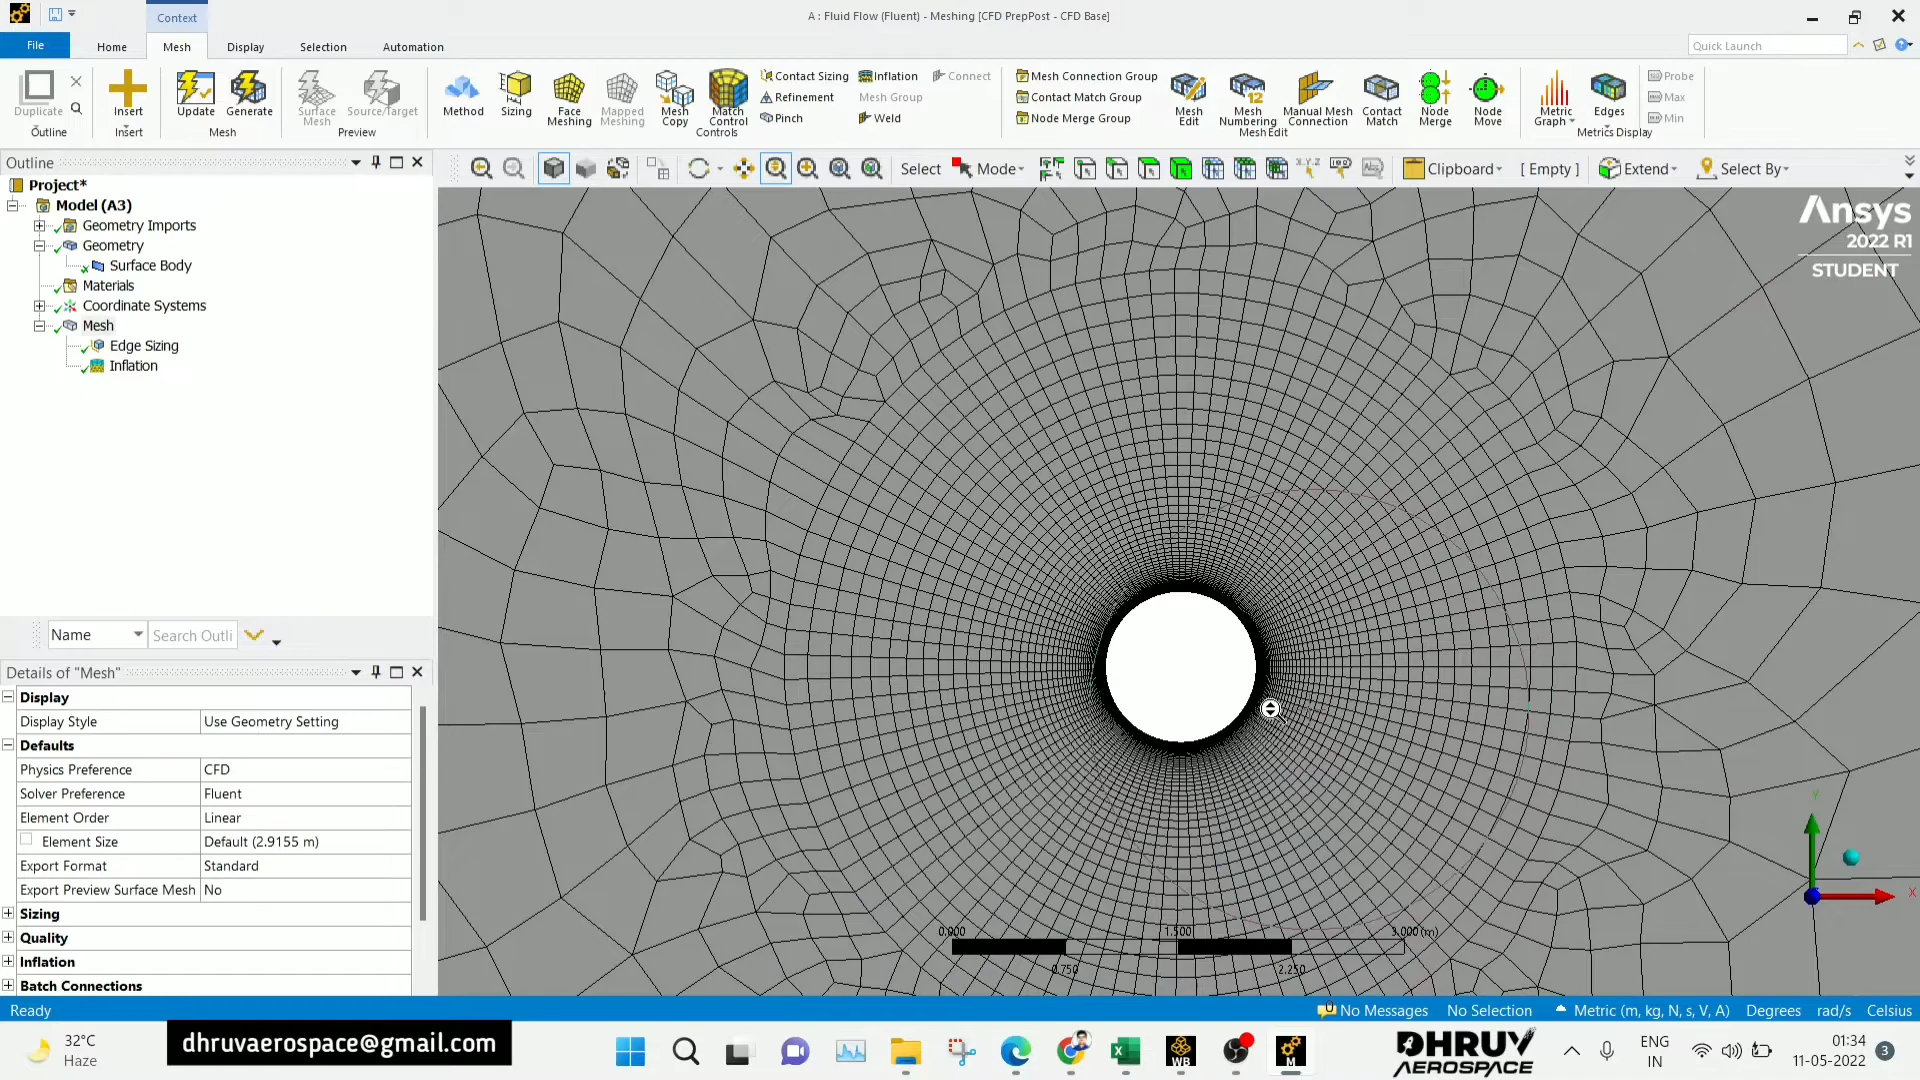 Context
A : Fluid Flow (Fluent) - Meshing [CFD PrepPost - CFD Base]
File Home Mesh Display Selection Automation
Quick Launch
Duplicate
Outline
Insert
Insert
Update Generate
Mesh
Surface Mesh Source/Target
Preview
Method Sizing Face Meshing Mapped Meshing Mesh Copy Match Control
Contact Sizing Inflation Connect
Refinement Mesh Group
Pinch Weld
Controls
Mesh Connection Group
Contact Match Group
Node Merge Group
Mesh Edit Mesh Numbering Manual Mesh Connection Contact Match Node Merge Node Move
Mesh Edit
Metric Graph Edges
Probe
Max
Min
Metrics Display
Outline
Select Mode Clipboard [ Empty ] Extend Select By
Project*
Model (A3)
Geometry Imports
Geometry
Surface Body
Materials
Coordinate Systems
Mesh
Edge Sizing
Inflation
Name Search Outli
Details of "Mesh"
Display
Display Style Use Geometry Setting
Defaults
Physics Preference CFD
Solver Preference Fluent
Element Order Linear
Element Size Default (2.9155 m)
Export Format Standard
Export Preview Surface Mesh No
Sizing
Quality
Inflation
Batch Connections
Ansys
2022 R1
STUDENT
Y
X
0.000 1.500 3.000 (m)
0.750 2.250
Ready
0 No Messages No Selection Metric (m, kg, N, s, V, A) Degrees rad/s Celsius
32°C
Haze
dhruvaerospace@gmail.com
WB
M
DHRUV
AEROSPACE
ENG
IN
01:34
11-05-2022
3